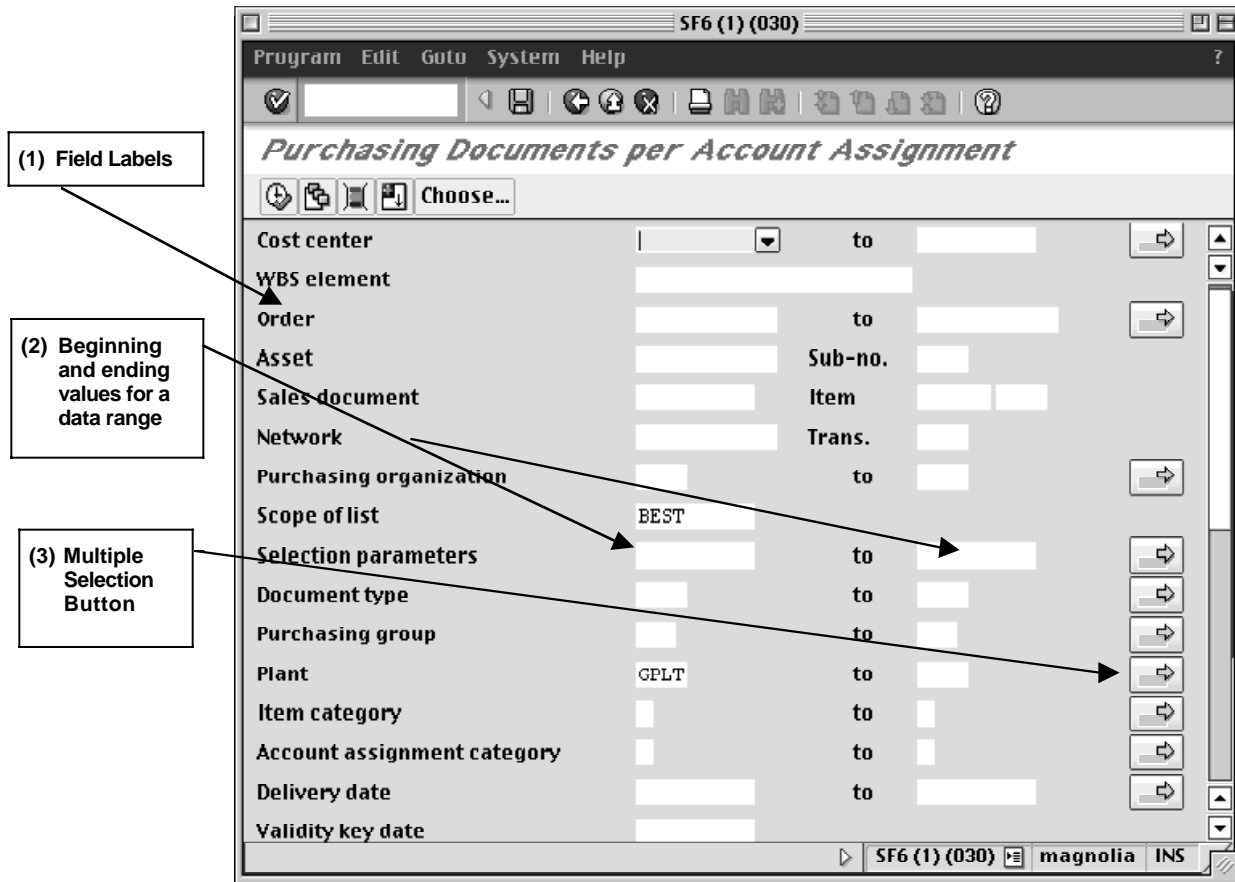 SF6 (1) (030)
Program Edit Goto System Help ?
Purchasing Documents per Account Assignment
Choose...
(1) Field Labels
(2) Beginning
and ending
values for a
data range
(3) Multiple
Selection
Button
Cost center to
WBS element
Order to
Asset Sub-no.
Sales document Item
Network Trans.
Purchasing organization to
Scope of list BEST
Selection parameters to
Document type to
Purchasing group to
Plant GPLT to
Item category to
Account assignment category to
Delivery date to
Validity key date
SF6 (1) (030) magnolia INS